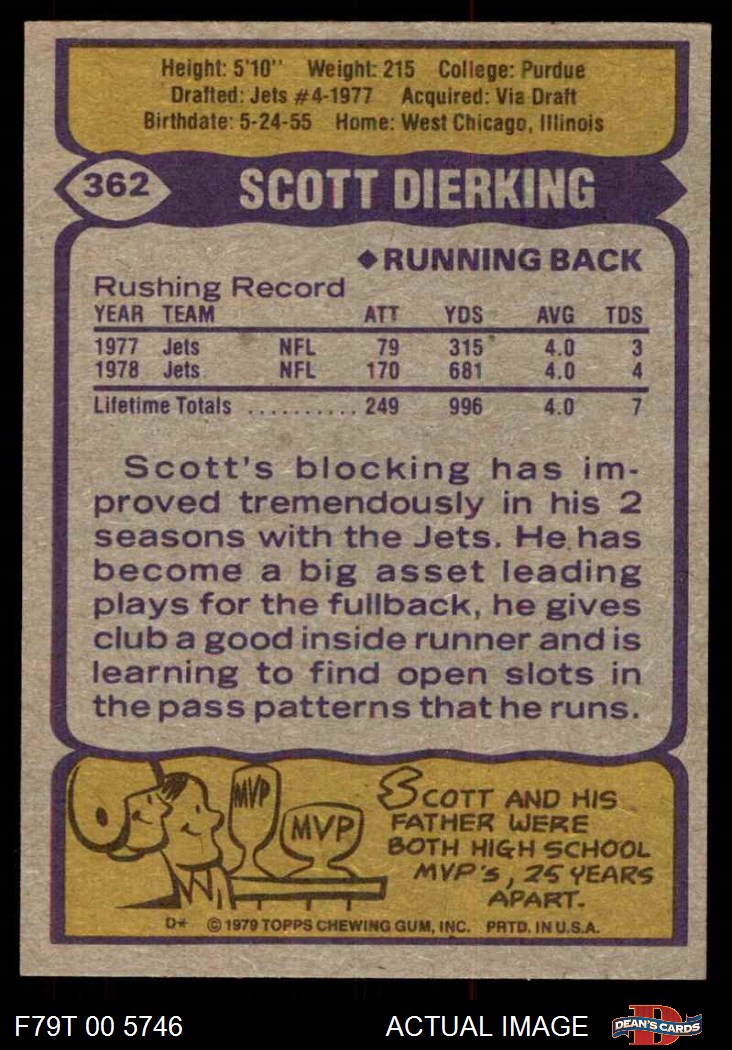 Height: 5'10" Weight: 215 College: Purdue
Drafted: Jets #4-1977 Acquired: Via Draft
Birthdate: 5-24-55 Home: West Chicago, Illinois
362 SCOTT DIERKING
◆RUNNING BACK
Rushing Record
YEAR TEAM ATT YDS AVG TDS
1977 Jets NFL 79 315 4.0 3
1978 Jets NFL 170 681 4.0 4
Lifetime Totals .......... 249 996 4.0 7
Scott's blocking has im-
proved tremendously in his 2
seasons with the Jets. He has
become a big asset leading
plays for the fullback, he gives
club a good inside runner and is
learning to find open slots in
the pass patterns that he runs.
MVP
MVP
SCOTT AND HIS
FATHER WERE
BOTH HIGH SCHOOL
MVP's, 25 YEARS
APART.
D* © 1979 TOPPS CHEWING GUM, INC. PRTD. IN U.S.A.
F79T 00 5746 ACTUAL IMAGE D DEAN'S CARDS